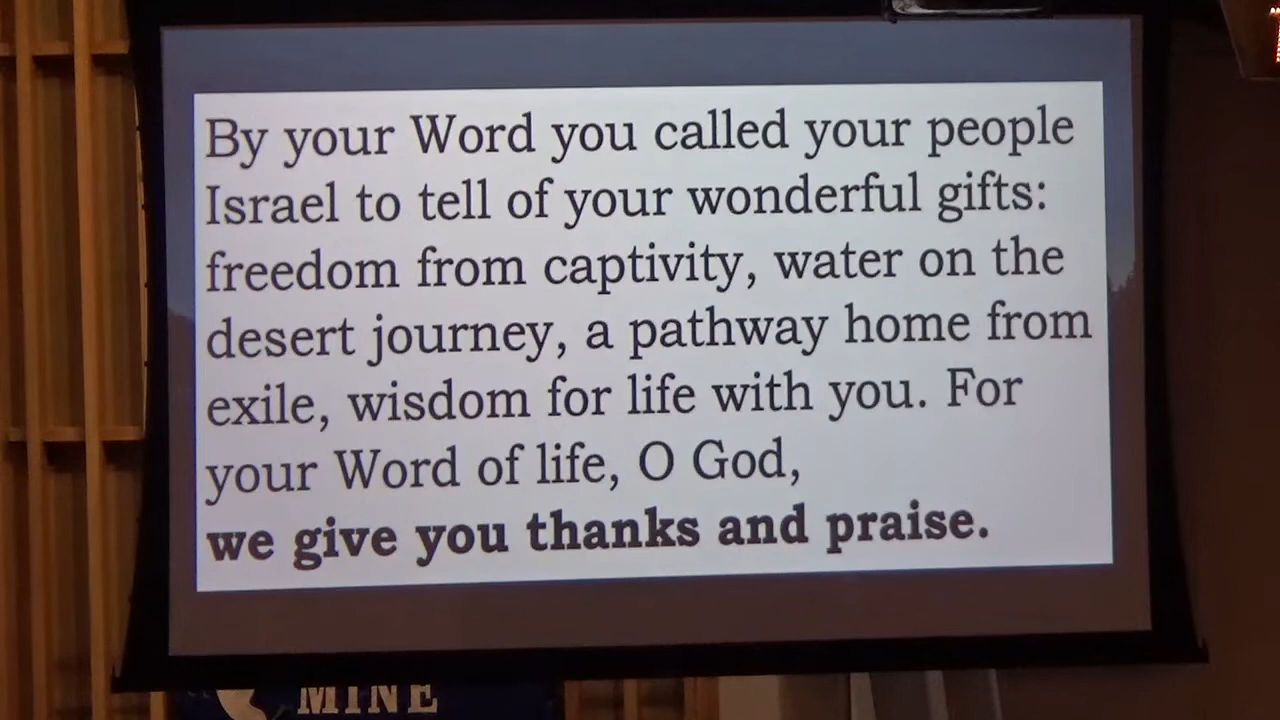 By your Word you called your people
Israel to tell of your wonderful gifts:
freedom from captivity, water on the
desert journey, a pathway home from
exile, wisdom for life with you. For
your Word of life, O God,
we give you thanks and praise.
MINE